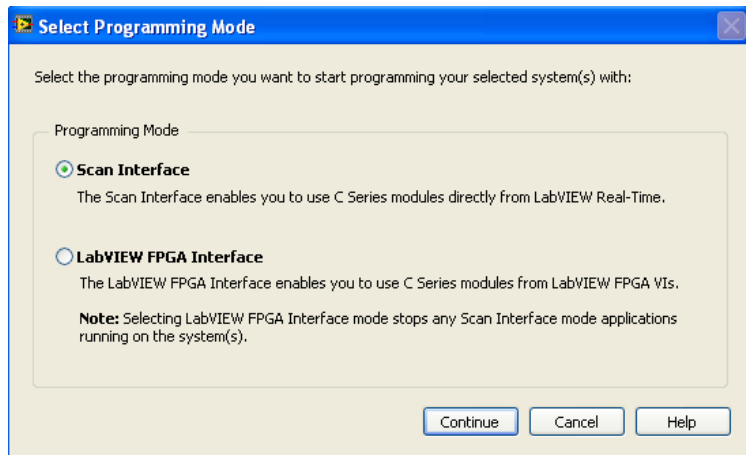 Select Programming Mode
Select the programming mode you want to start programming your selected system(s) with:
Programming Mode
Scan Interface
The Scan Interface enables you to use C Series modules directly from LabVIEW Real-Time.
LabVIEW FPGA Interface
The LabVIEW FPGA Interface enables you to use C Series modules from LabVIEW FPGA VIs.
Note: Selecting LabVIEW FPGA Interface mode stops any Scan Interface mode applications
running on the system(s).
Continue Cancel Help